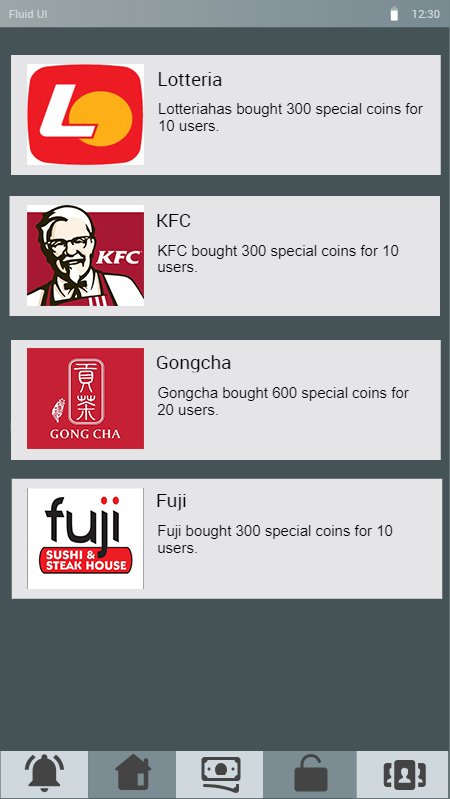 Fluid UI 12:30
LO
Lotteria
Lotteriahas bought 300 special coins for
10 users.
KFC
KFC
KFC bought 300 special coins for 10
users.
貢茶
GONG CHA
Gongcha
Gongcha bought 600 special coins for
20 users.
fuji
SUSHI &
STEAK HOUSE
Fuji
Fuji bought 300 special coins for 10
users.